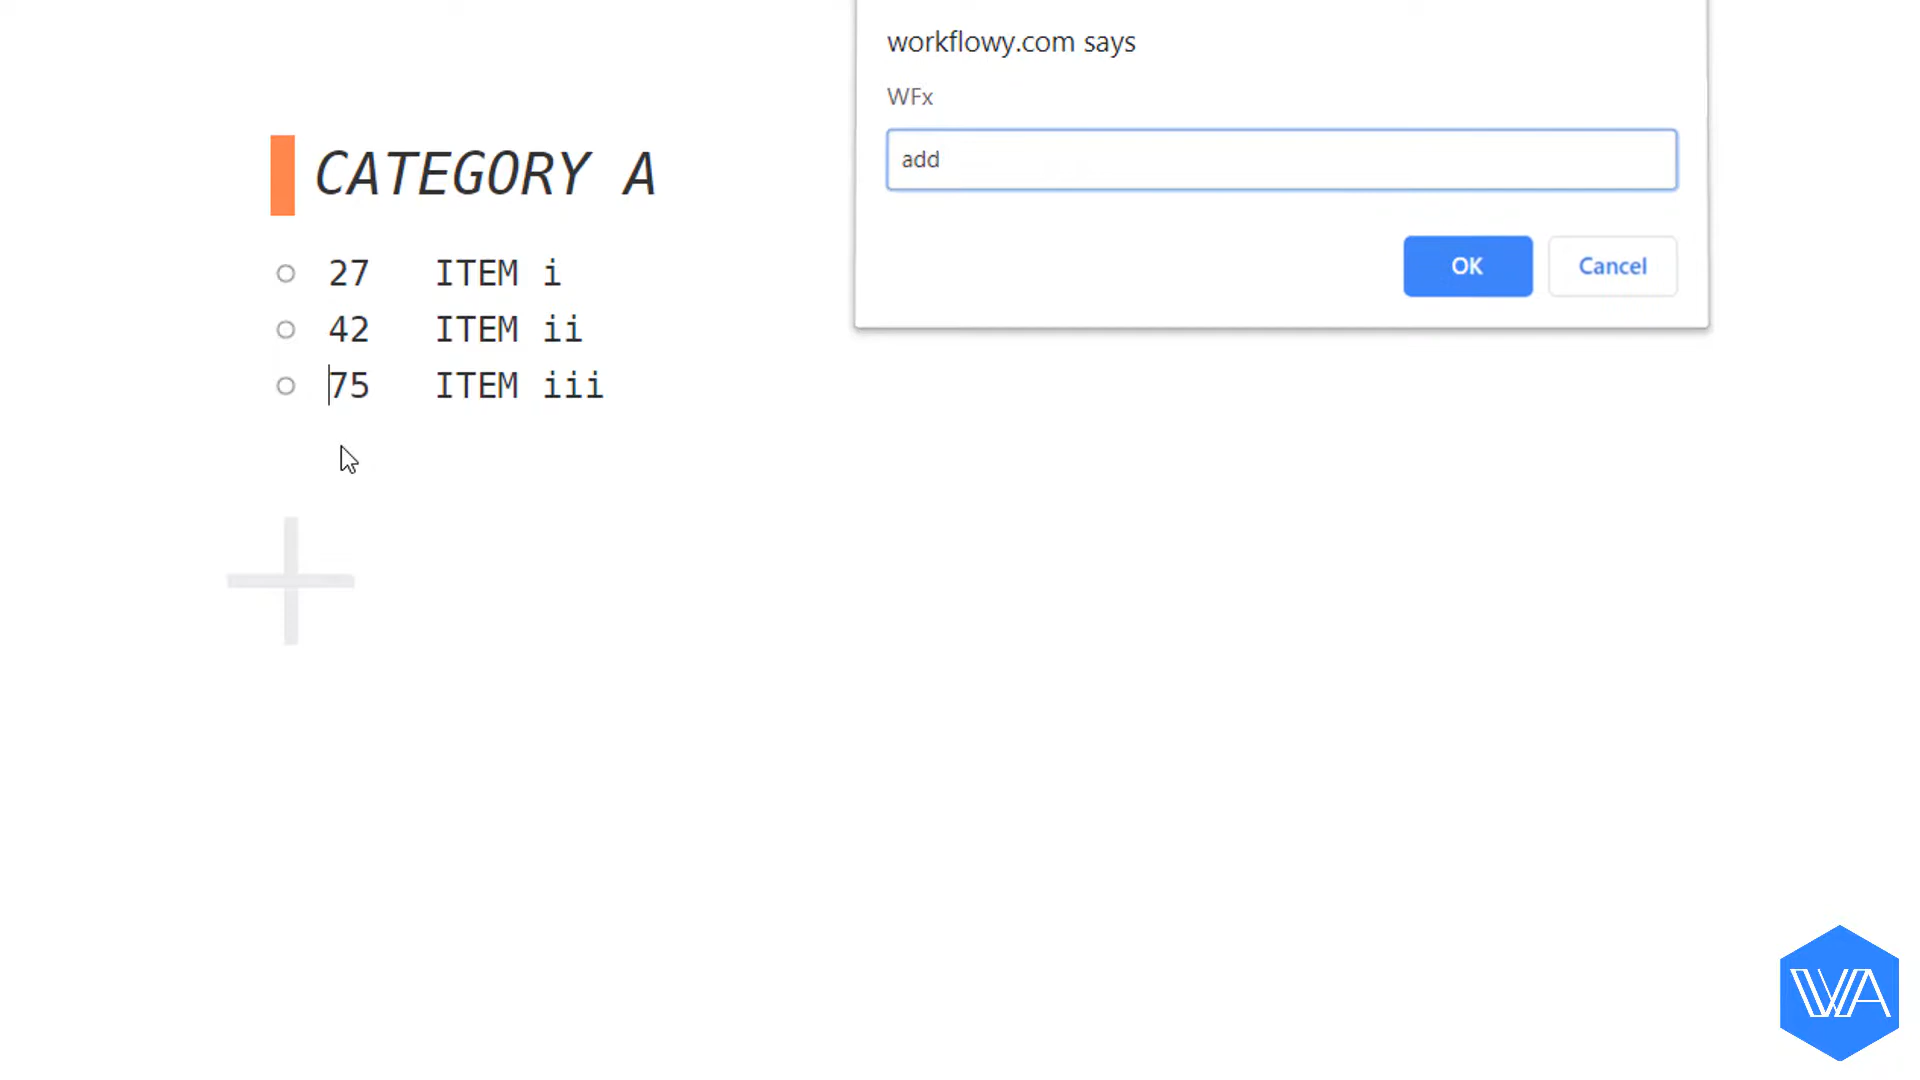 workflowy.com says
WFx
add
OK Cancel
CATEGORY A
27 ITEM i
42 ITEM ii
75 ITEM iii
WA